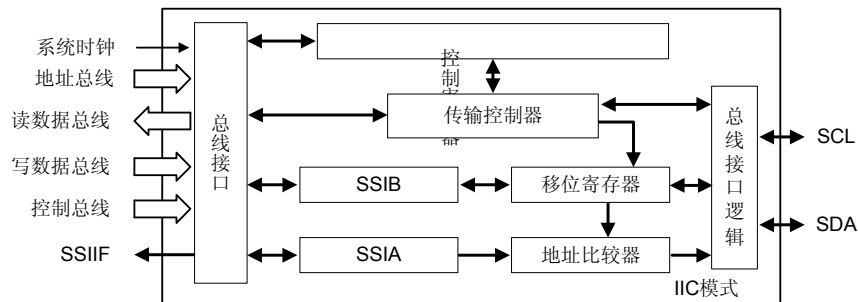 系统时钟
地址总线
读数据总线
写数据总线
控制总线
SSIIF
总线接口
控制
传输控制器
SSIB
移位寄存器
SSIA
地址比较器
总线接口逻辑
SCL
SDA
IIC模式